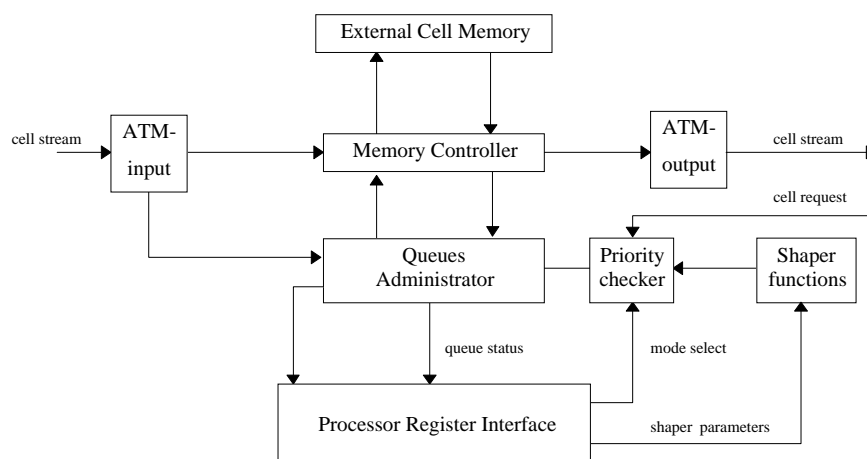 External Cell Memory
cell stream
ATM-
input
Memory Controller
ATM-
output
cell stream
cell request
Queues
Administrator
Priority
checker
Shaper
functions
queue status
mode select
Processor Register Interface
shaper parameters